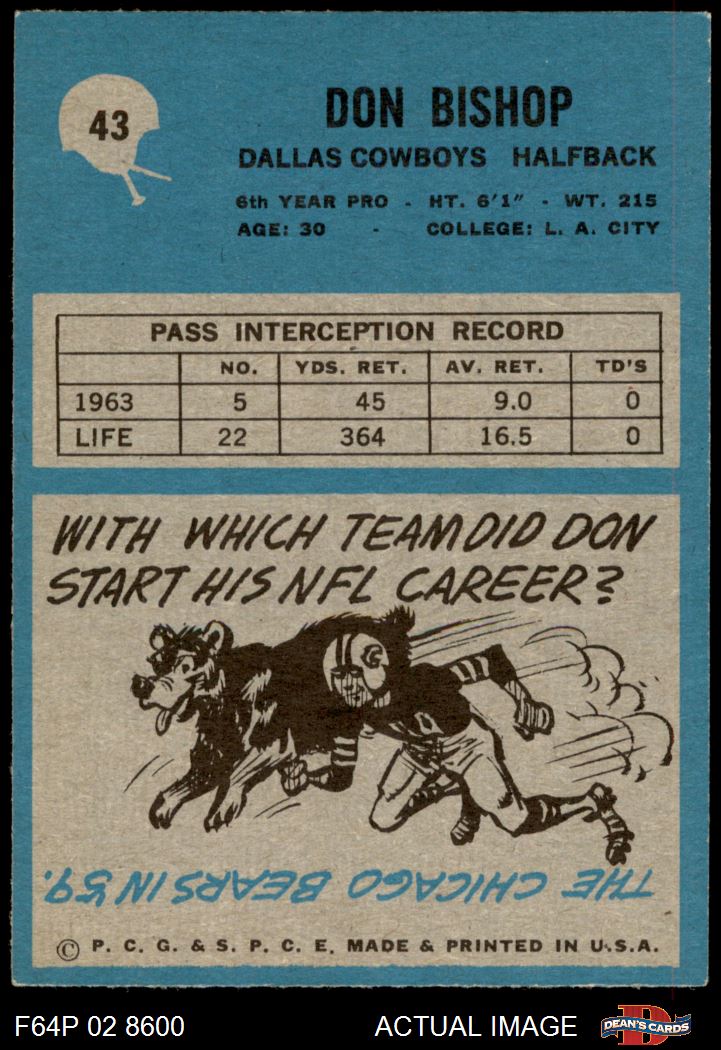 43
DON BISHOP
DALLAS COWBOYS HALFBACK
6th YEAR PRO - HT. 6'1" - WT. 215
AGE: 30 - COLLEGE: L. A. CITY
PASS INTERCEPTION RECORD
NO. YDS. RET. AV. RET. TD'S
1963 5 45 9.0 0
LIFE 22 364 16.5 0
WITH WHICH TEAM DID DON
START HIS NFL CAREER?
C
THE CHICAGO BEARS IN '59.
© P. C. G. & S. P. C. E. MADE & PRINTED IN U.S.A.
F64P 02 8600 ACTUAL IMAGE D DEAN'S CARDS